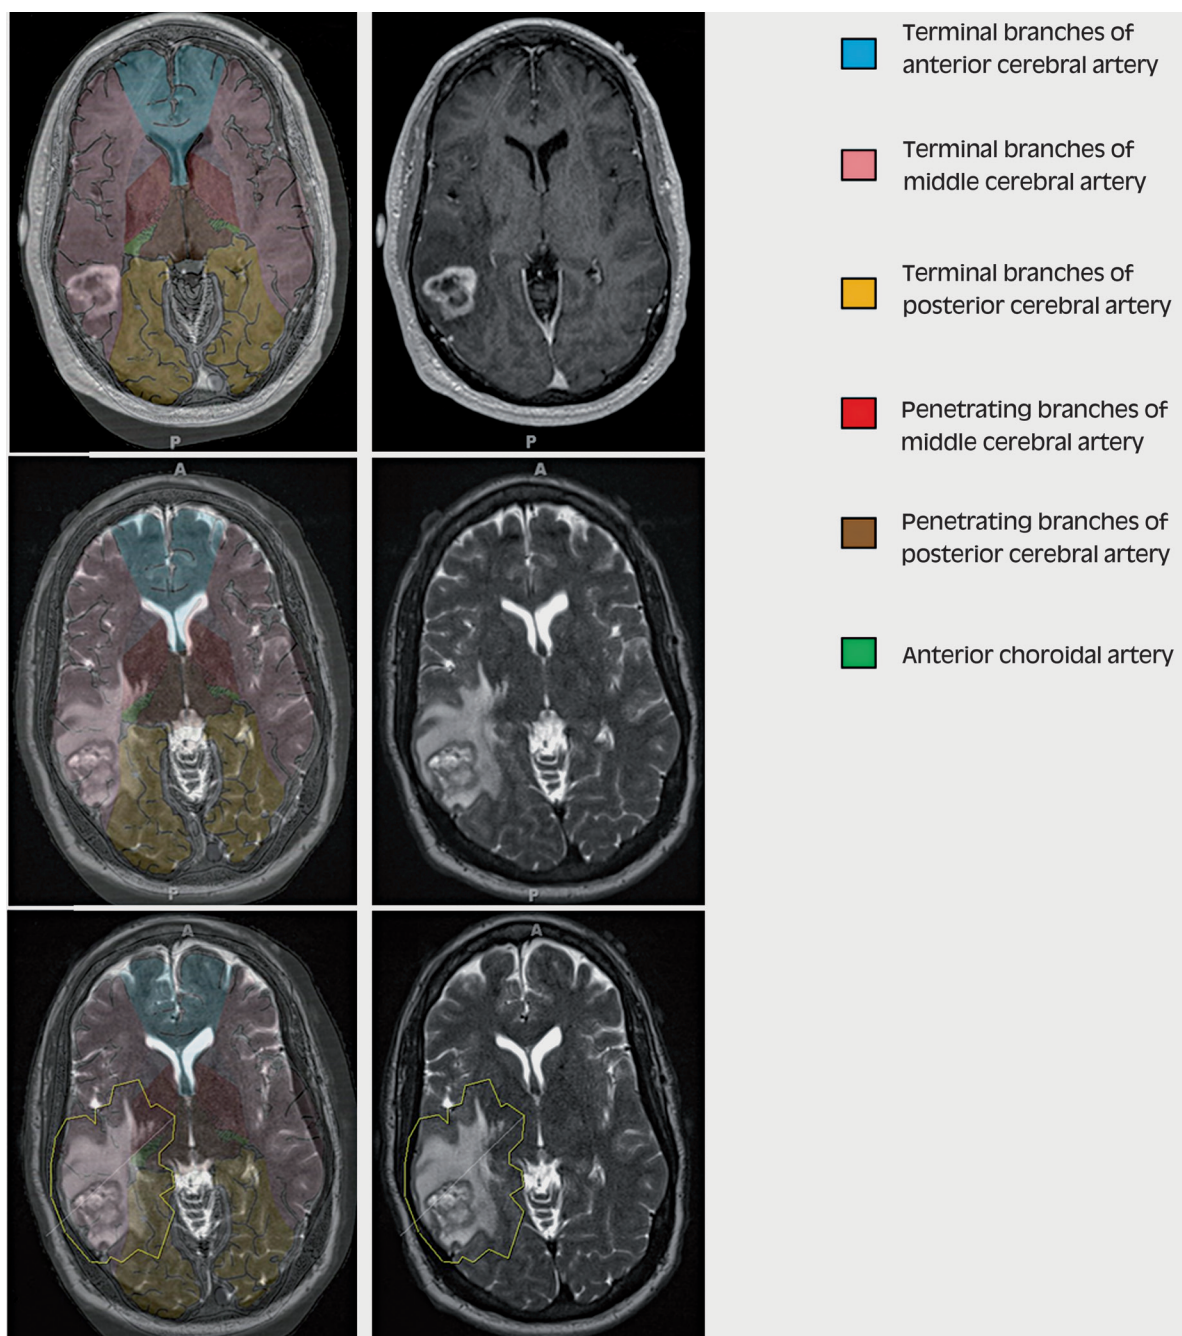 Terminal branches of
anterior cerebral artery
Terminal branches of
middle cerebral artery
Terminal branches of
posterior cerebral artery
Penetrating branches of
middle cerebral artery
Penetrating branches of
posterior cerebral artery
Anterior choroidal artery
P
P
A
A
P
P
A
A